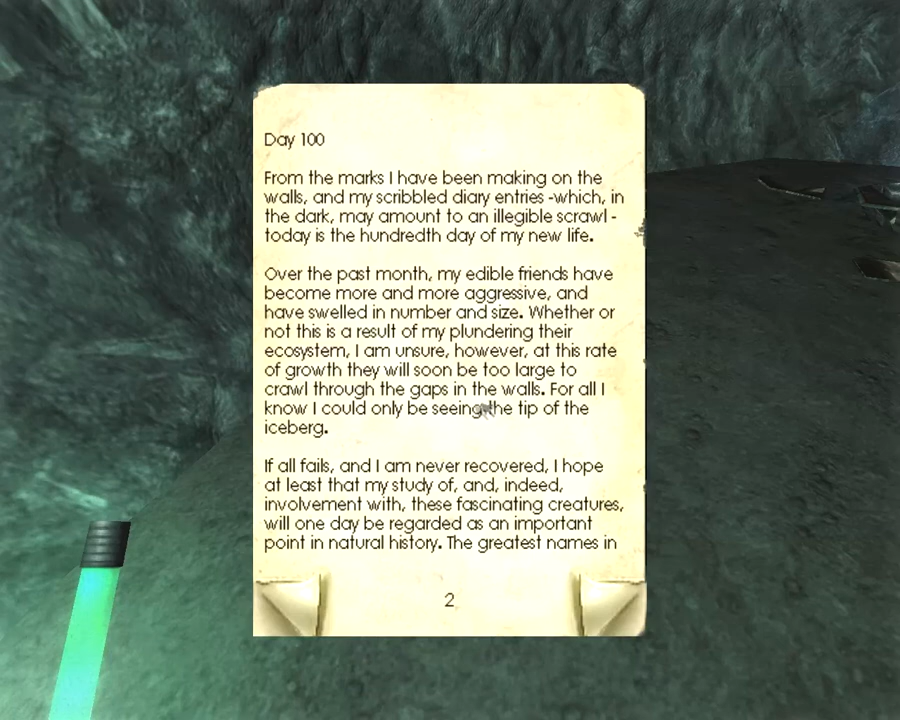 Day 100
From the marks I have been making on the
walls, and my scribbled diary entries -which, in
the dark, may amount to an illegible scrawl -
today is the hundredth day of my new life.
Over the past month, my edible friends have
become more and more aggressive, and
have swelled in number and size. Whether or
not this is a result of my plundering their
ecosystem, I am unsure, however, at this rate
of growth they will soon be too large to
crawl through the gaps in the walls. For all I
know I could only be seeing the tip of the
iceberg.
If all fails, and I am never recovered, I hope
at least that my study of, and, indeed,
involvement with, these fascinating creatures,
will one day be regarded as an important
point in natural history. The greatest names in
2